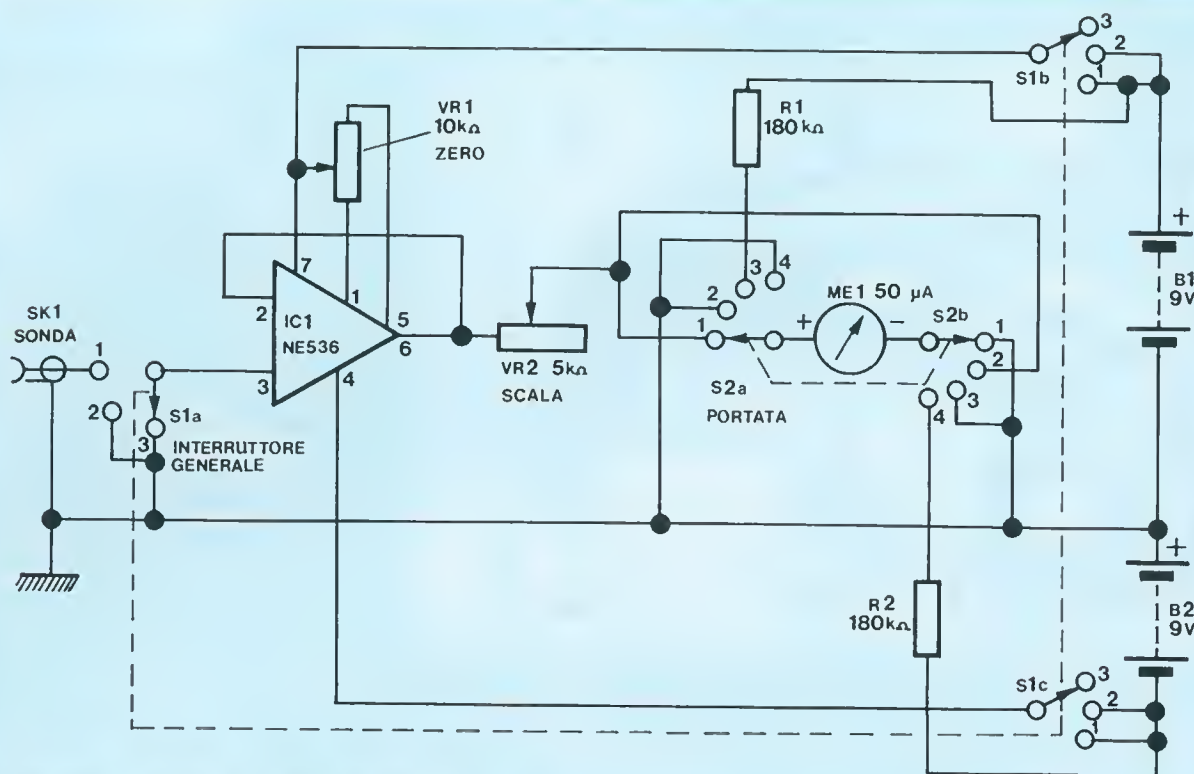 3
2
1
S1b
VR1
10kΩ
ZERO
R1
180kΩ
+
B1
9V
7
1
2
IC1
NE536
5
6
3
4
SK1
SONDA
1
2
3
S1a
INTERRUTTORE
GENERALE
VR2 5kΩ
SCALA
3
4
2
1
+
ME1 50 μA
-
S2b
1
2
3
4
S2a
PORTATA
R2
180kΩ
+
B2
9V
S1c
3
2
1